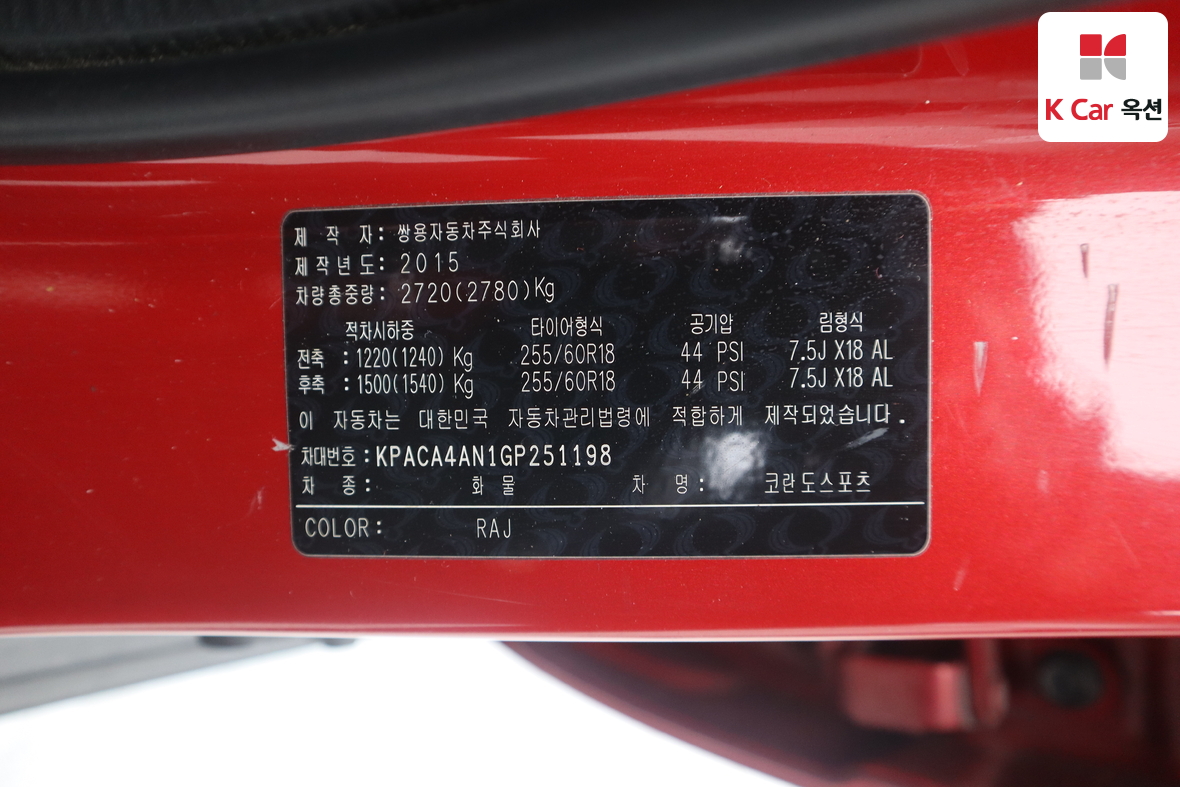 K Car 옥션
제 작 자: 쌍용자동차주식회사
제작년도: 2015
차량총중량: 2720(2780)Kg
적차시하중 타이어형식 공기압 림형식
전축 : 1220(1240) Kg 255/60R18 44 PSI 7.5J X18 AL
후축 : 1500(1540) Kg 255/60R18 44 PSI 7.5J X18 AL
이 자동차는 대한민국 자동차관리법령에 적합하게 제작되었습니다.
차대번호:KPACA4AN1GP251198
차 종: 화 물 차 명: 코란도스포츠
COLOR: RAJ